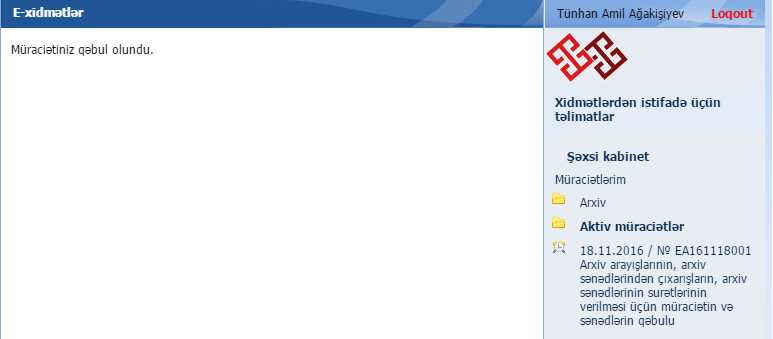 E-xidmətlər
Tünhan Amil Ağakişiyev Loqout
Müraciətiniz qəbul olundu.
Xidmətlərdən istifadə üçün
təlimatlar
Şəxsi kabinet
Müraciətlərim
Arxiv
Aktiv müraciətlər
18.11.2016 / № EA161118001
Arxiv arayışlarının, arxiv
sənədlərindən çıxarışların, arxiv
sənədlərinin surətlərinin
verilməsi üçün müraciətin və
sənədlərin qəbulu